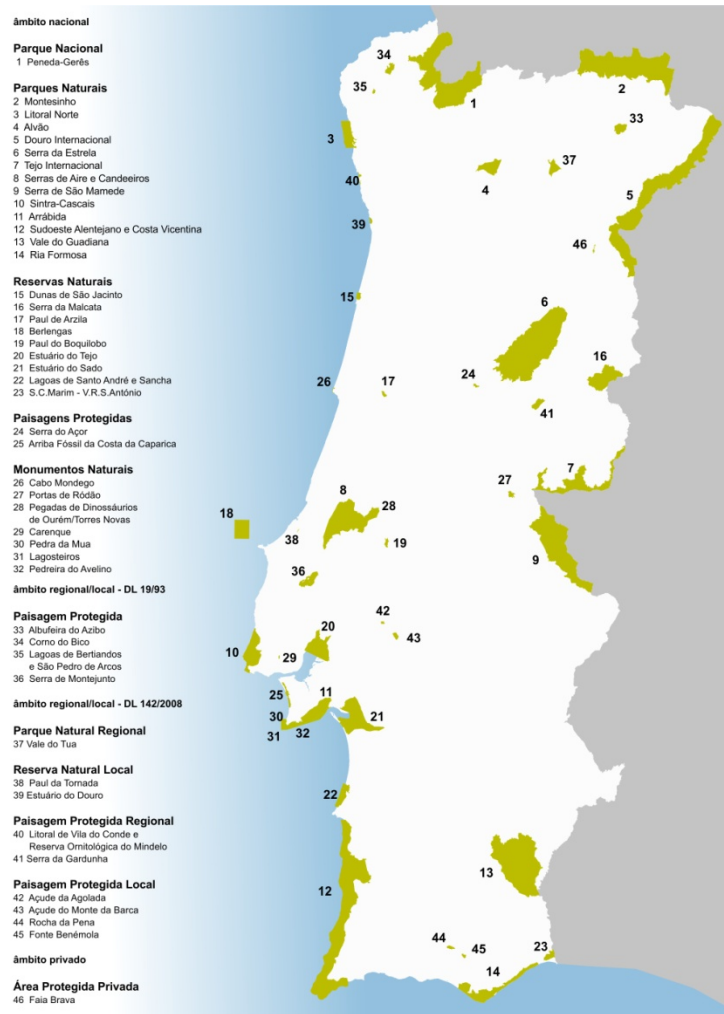 âmbito nacional
Parque Nacional
1 Peneda-Gerês
Parques Naturais
2 Montesinho
3 Litoral Norte
4 Alvão
5 Douro Internacional
6 Serra da Estrela
7 Tejo Internacional
8 Serras de Aire e Candeeiros
9 Serra de São Mamede
10 Sintra-Cascais
11 Arrábida
12 Sudoeste Alentejano e Costa Vicentina
13 Vale do Guadiana
14 Ria Formosa
Reservas Naturais
15 Dunas de São Jacinto
16 Serra da Malcata
17 Paul de Arzila
18 Berlengas
19 Paul do Boquilobo
20 Estuário do Tejo
21 Estuário do Sado
22 Lagoas de Santo André e Sancha
23 S.C.Marim - V.R.S.António
Paisagens Protegidas
24 Serra do Açor
25 Arriba Fóssil da Costa da Caparica
Monumentos Naturais
26 Cabo Mondego
27 Portas de Ródão
28 Pegadas de Dinossáurios
de Ourém/Torres Novas
29 Carenque
30 Pedra da Mua
31 Lagosteiros
32 Pedreira do Avelino
âmbito regional/local - DL 19/93
Paisagem Protegida
33 Albufeira do Azibo
34 Corno do Bico
35 Lagoas de Bertiandos
e São Pedro de Arcos
36 Serra de Montejunto
âmbito regional/local - DL 142/2008
Parque Natural Regional
37 Vale do Tua
Reserva Natural Local
38 Paul da Tornada
39 Estuário do Douro
Paisagem Protegida Regional
40 Litoral de Vila do Conde e
Reserva Ornitológica do Mindelo
41 Serra da Gardunha
Paisagem Protegida Local
42 Açude da Agolada
43 Açude do Monte da Barca
44 Rocha da Pena
45 Fonte Benémola
âmbito privado
Área Protegida Privada
46 Faia Brava
34
35
1
2
33
3
37
4
40
5
39
46
15
6
16
24
26
17
41
7
27
8
28
18
38
19
9
36
42
20
43
10
29
11
25
21
30
31
32
22
13
12
44
45
23
14